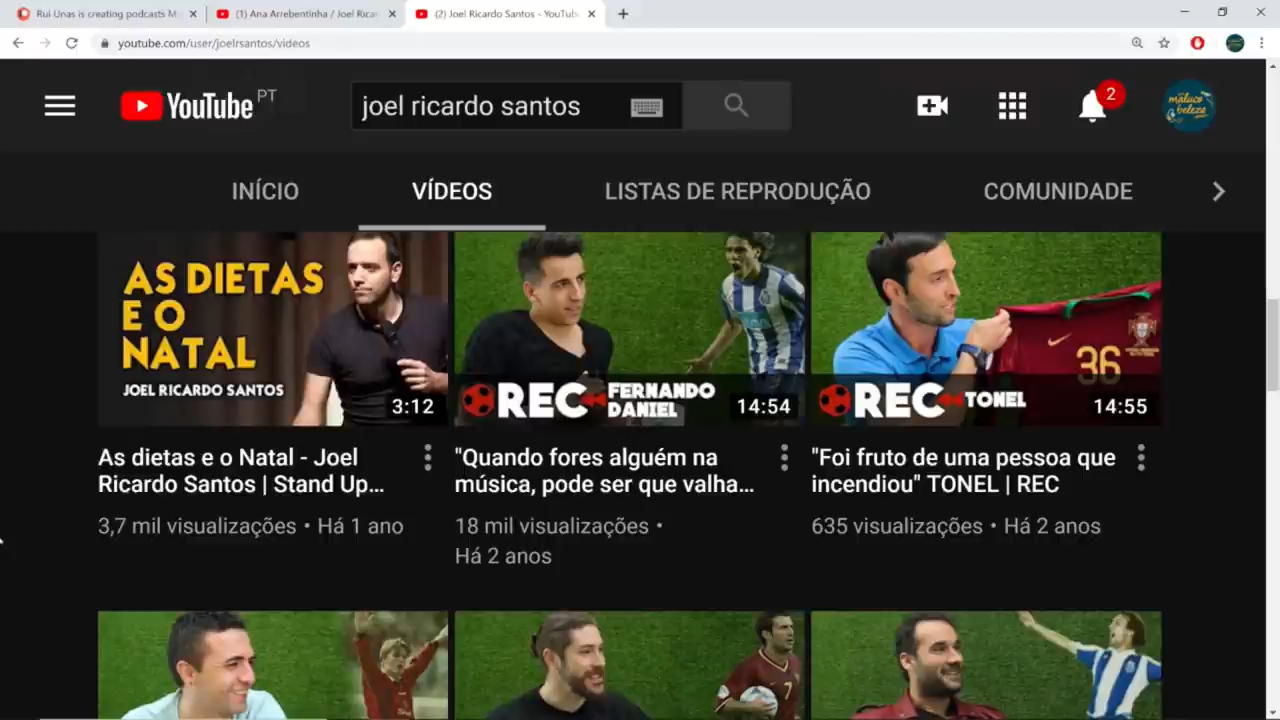 Rui Unas is creating podcasts M
(1) Ana Arrebentinha / Joel Ricar
(2) Joel Ricardo Santos - YouTube
youtube.com/user/joelrsantos/videos
YouTube PT
joel ricardo santos
2
maluco beleza
INÍCIO
VÍDEOS
LISTAS DE REPRODUÇÃO
COMUNIDADE
AS DIETAS
E O
NATAL
JOEL RICARDO SANTOS
3:12
REC
FERNANDO
DANIEL
14:54
36
REC
TONEL
14:55
As dietas e o Natal - Joel
Ricardo Santos | Stand Up...
3,7 mil visualizações • Há 1 ano
"Quando fores alguém na
música, pode ser que valha...
18 mil visualizações •
Há 2 anos
"Foi fruto de uma pessoa que
incendiou" TONEL | REC
635 visualizações • Há 2 anos
7